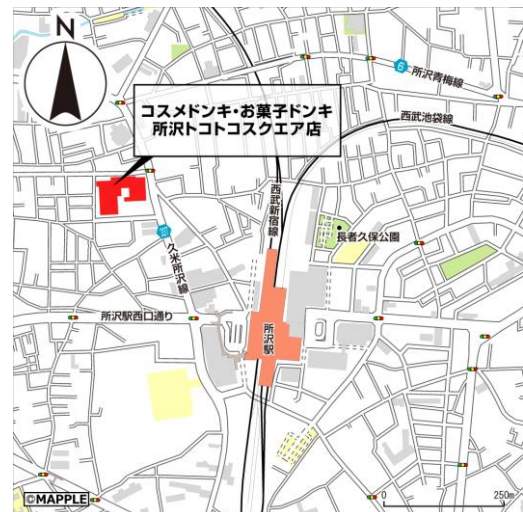 N
6
所沢青梅線
コスメドンキ・お菓子ドンキ
所沢トコトコスクエア店
西武池袋線
西武新宿線
長者久保公園
久米所沢線
所沢駅西口通り
所沢駅
©MAPPLE
0
250m